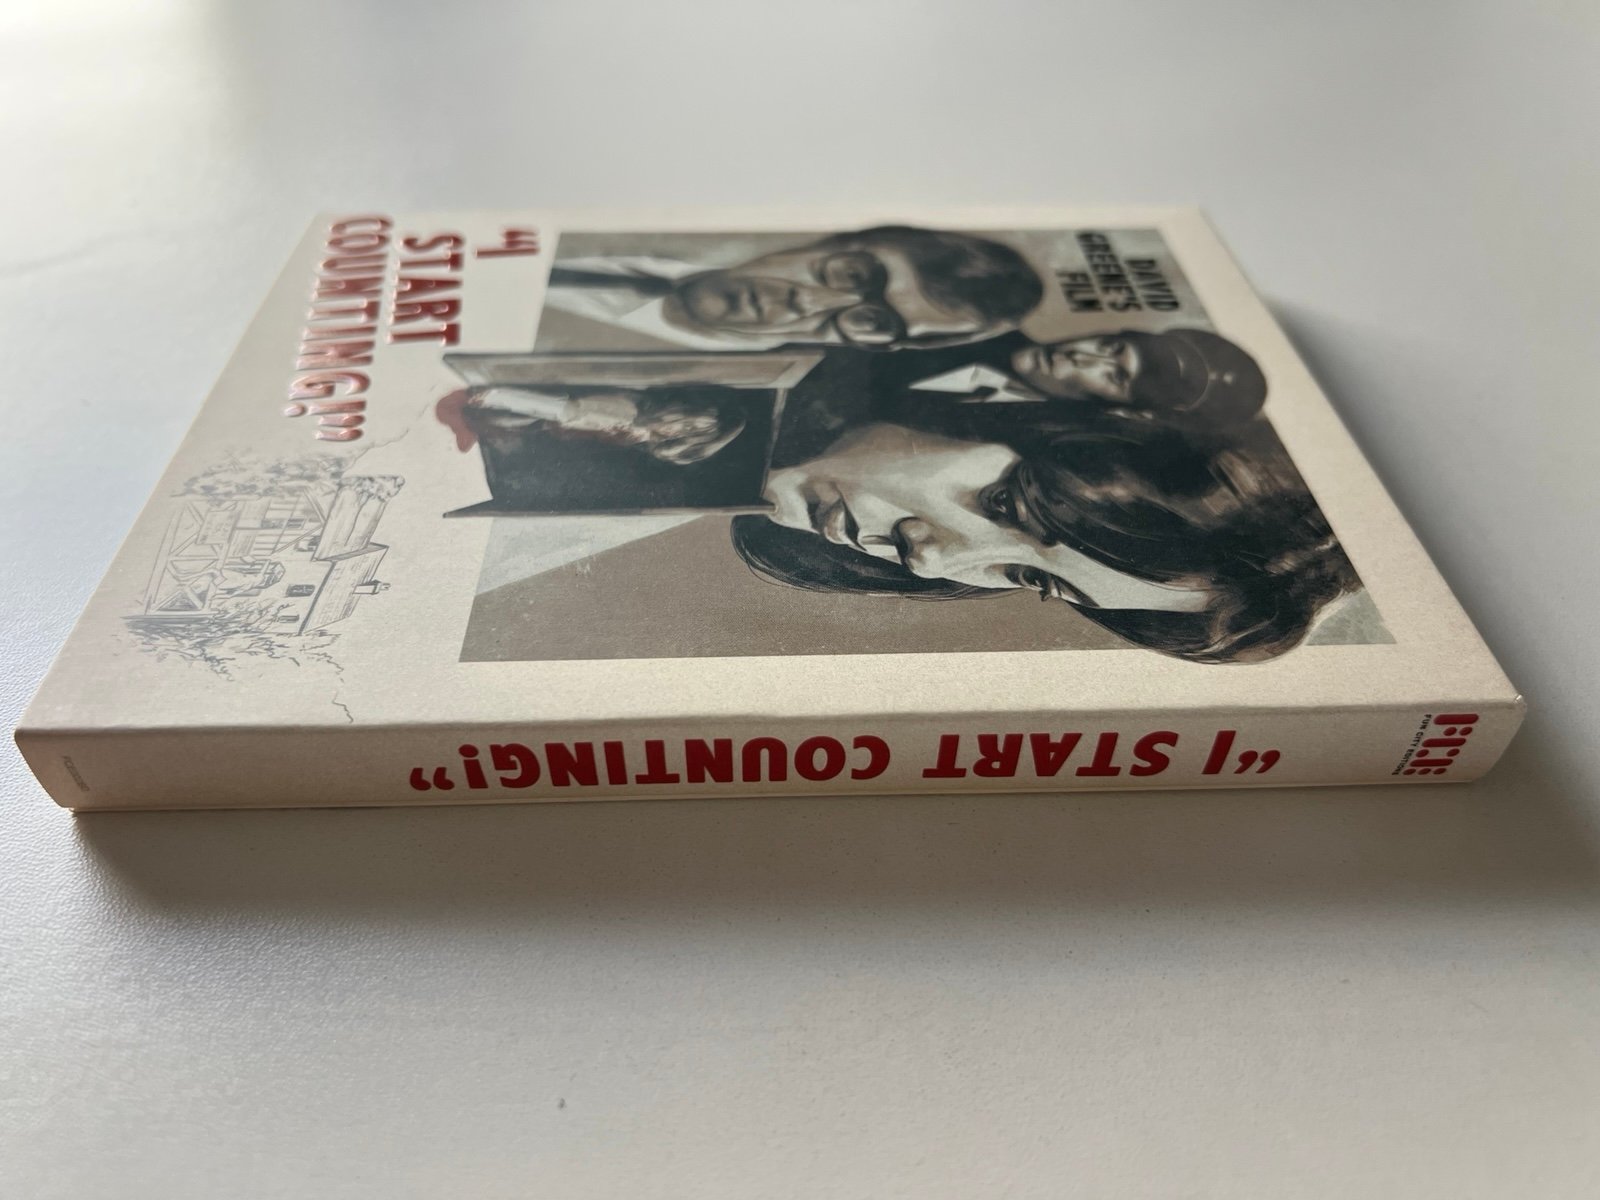 DAVID
GREENE'S
FILM
“I
START
COUNTING!”
“I START COUNTING!”
FUN CITY EDITIONS